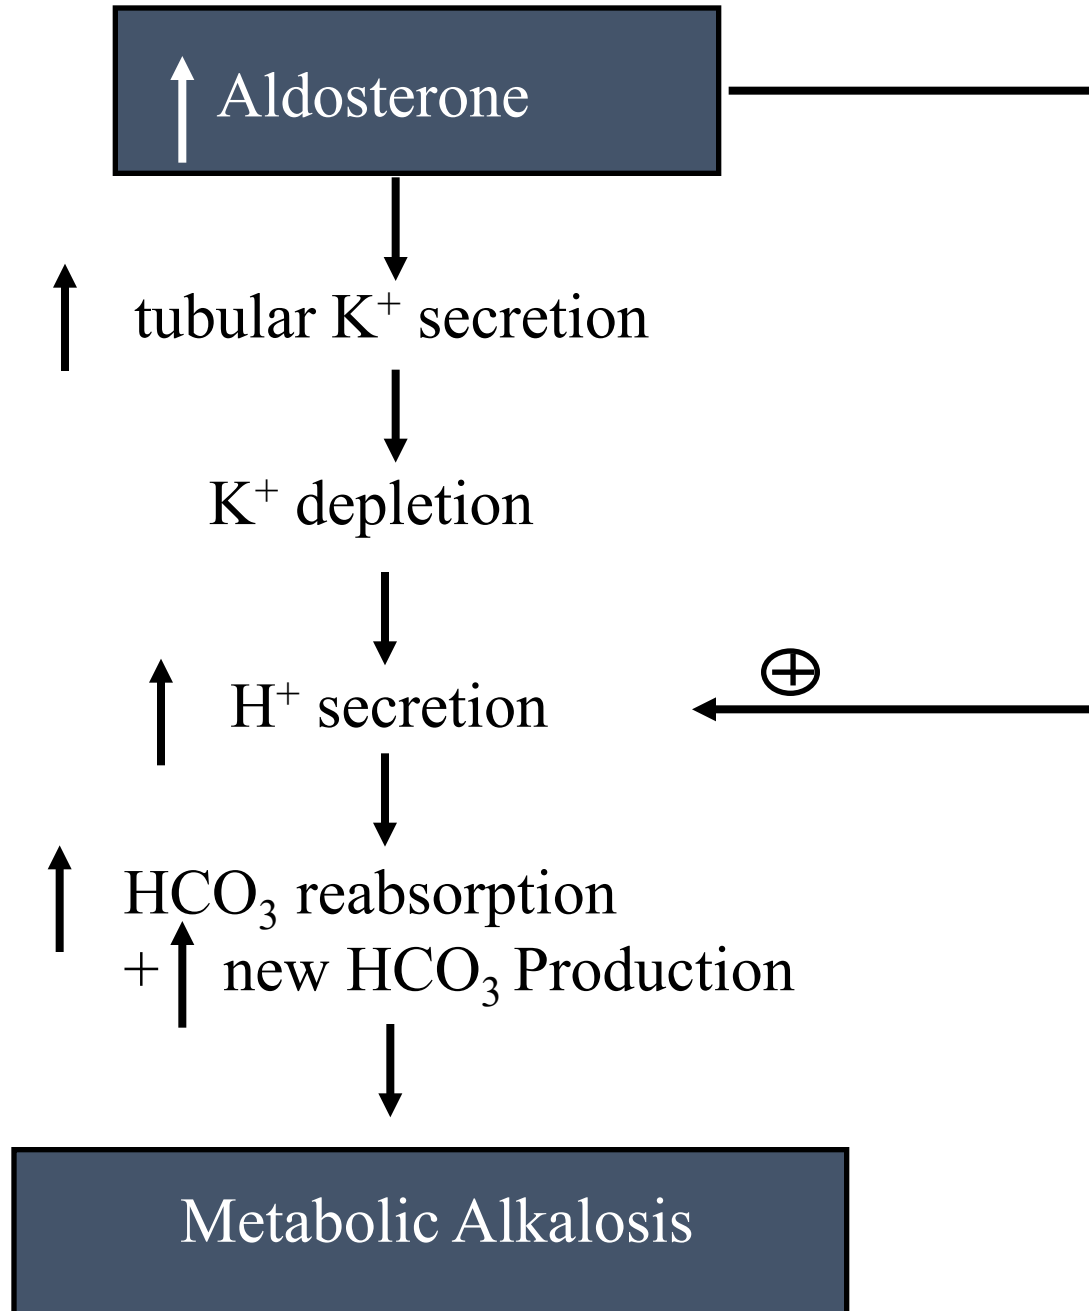 ↑ Aldosterone
↑ tubular K⁺ secretion
K⁺ depletion
⊕
↑ H⁺ secretion
↑ HCO₃ reabsorption
+ ↑ new HCO₃ Production
Metabolic Alkalosis